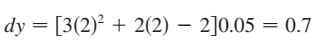 dy = [3(2)² + 2(2) − 2]0.05 = 0.7